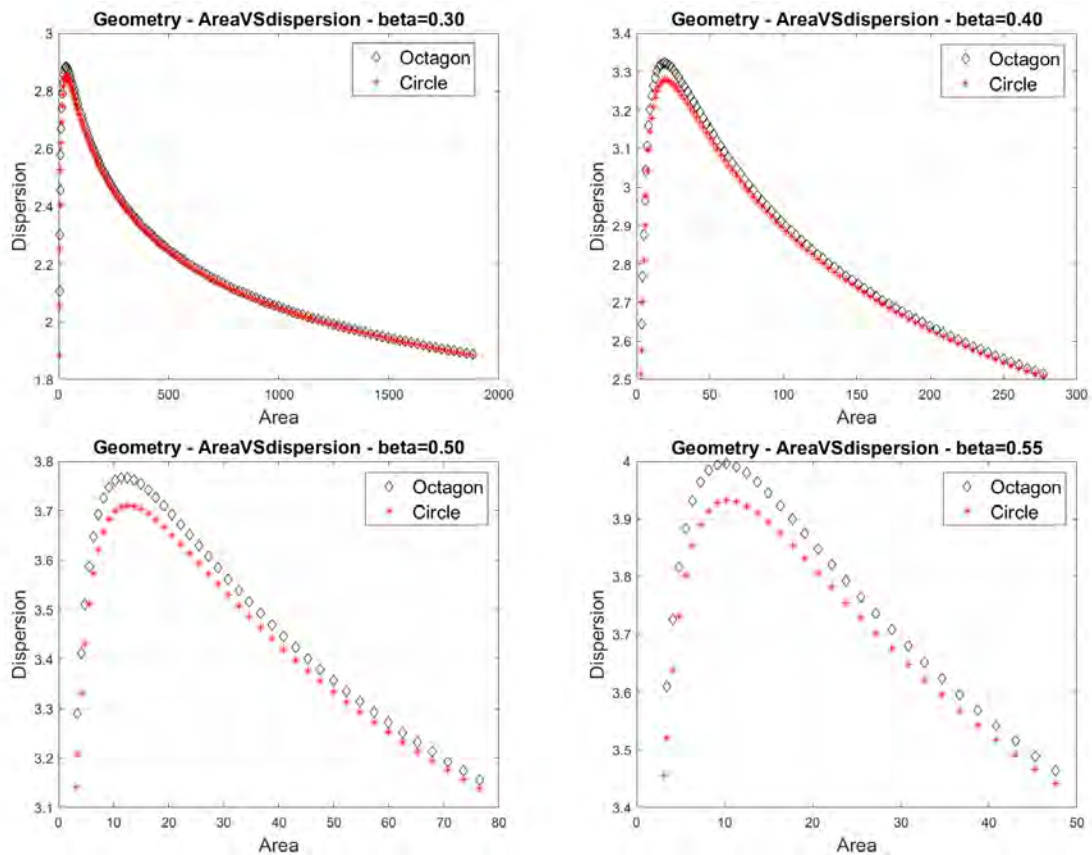 Geometry - AreaVSdispersion - beta=0.30
3
2.8
2.6
2.4
2.2
2
1.8
Dispersion
0
500
1000
1500
2000
Area
Octagon
Circle
Geometry - AreaVSdispersion - beta=0.40
3.4
3.3
3.2
3.1
3
2.9
2.8
2.7
2.6
2.5
Dispersion
0
50
100
150
200
250
300
Area
Octagon
Circle
Geometry - AreaVSdispersion - beta=0.50
3.8
3.7
3.6
3.5
3.4
3.3
3.2
3.1
Dispersion
0
10
20
30
40
50
60
70
80
Area
Octagon
Circle
Geometry - AreaVSdispersion - beta=0.55
4
3.9
3.8
3.7
3.6
3.5
3.4
Dispersion
0
10
20
30
40
50
Area
Octagon
Circle